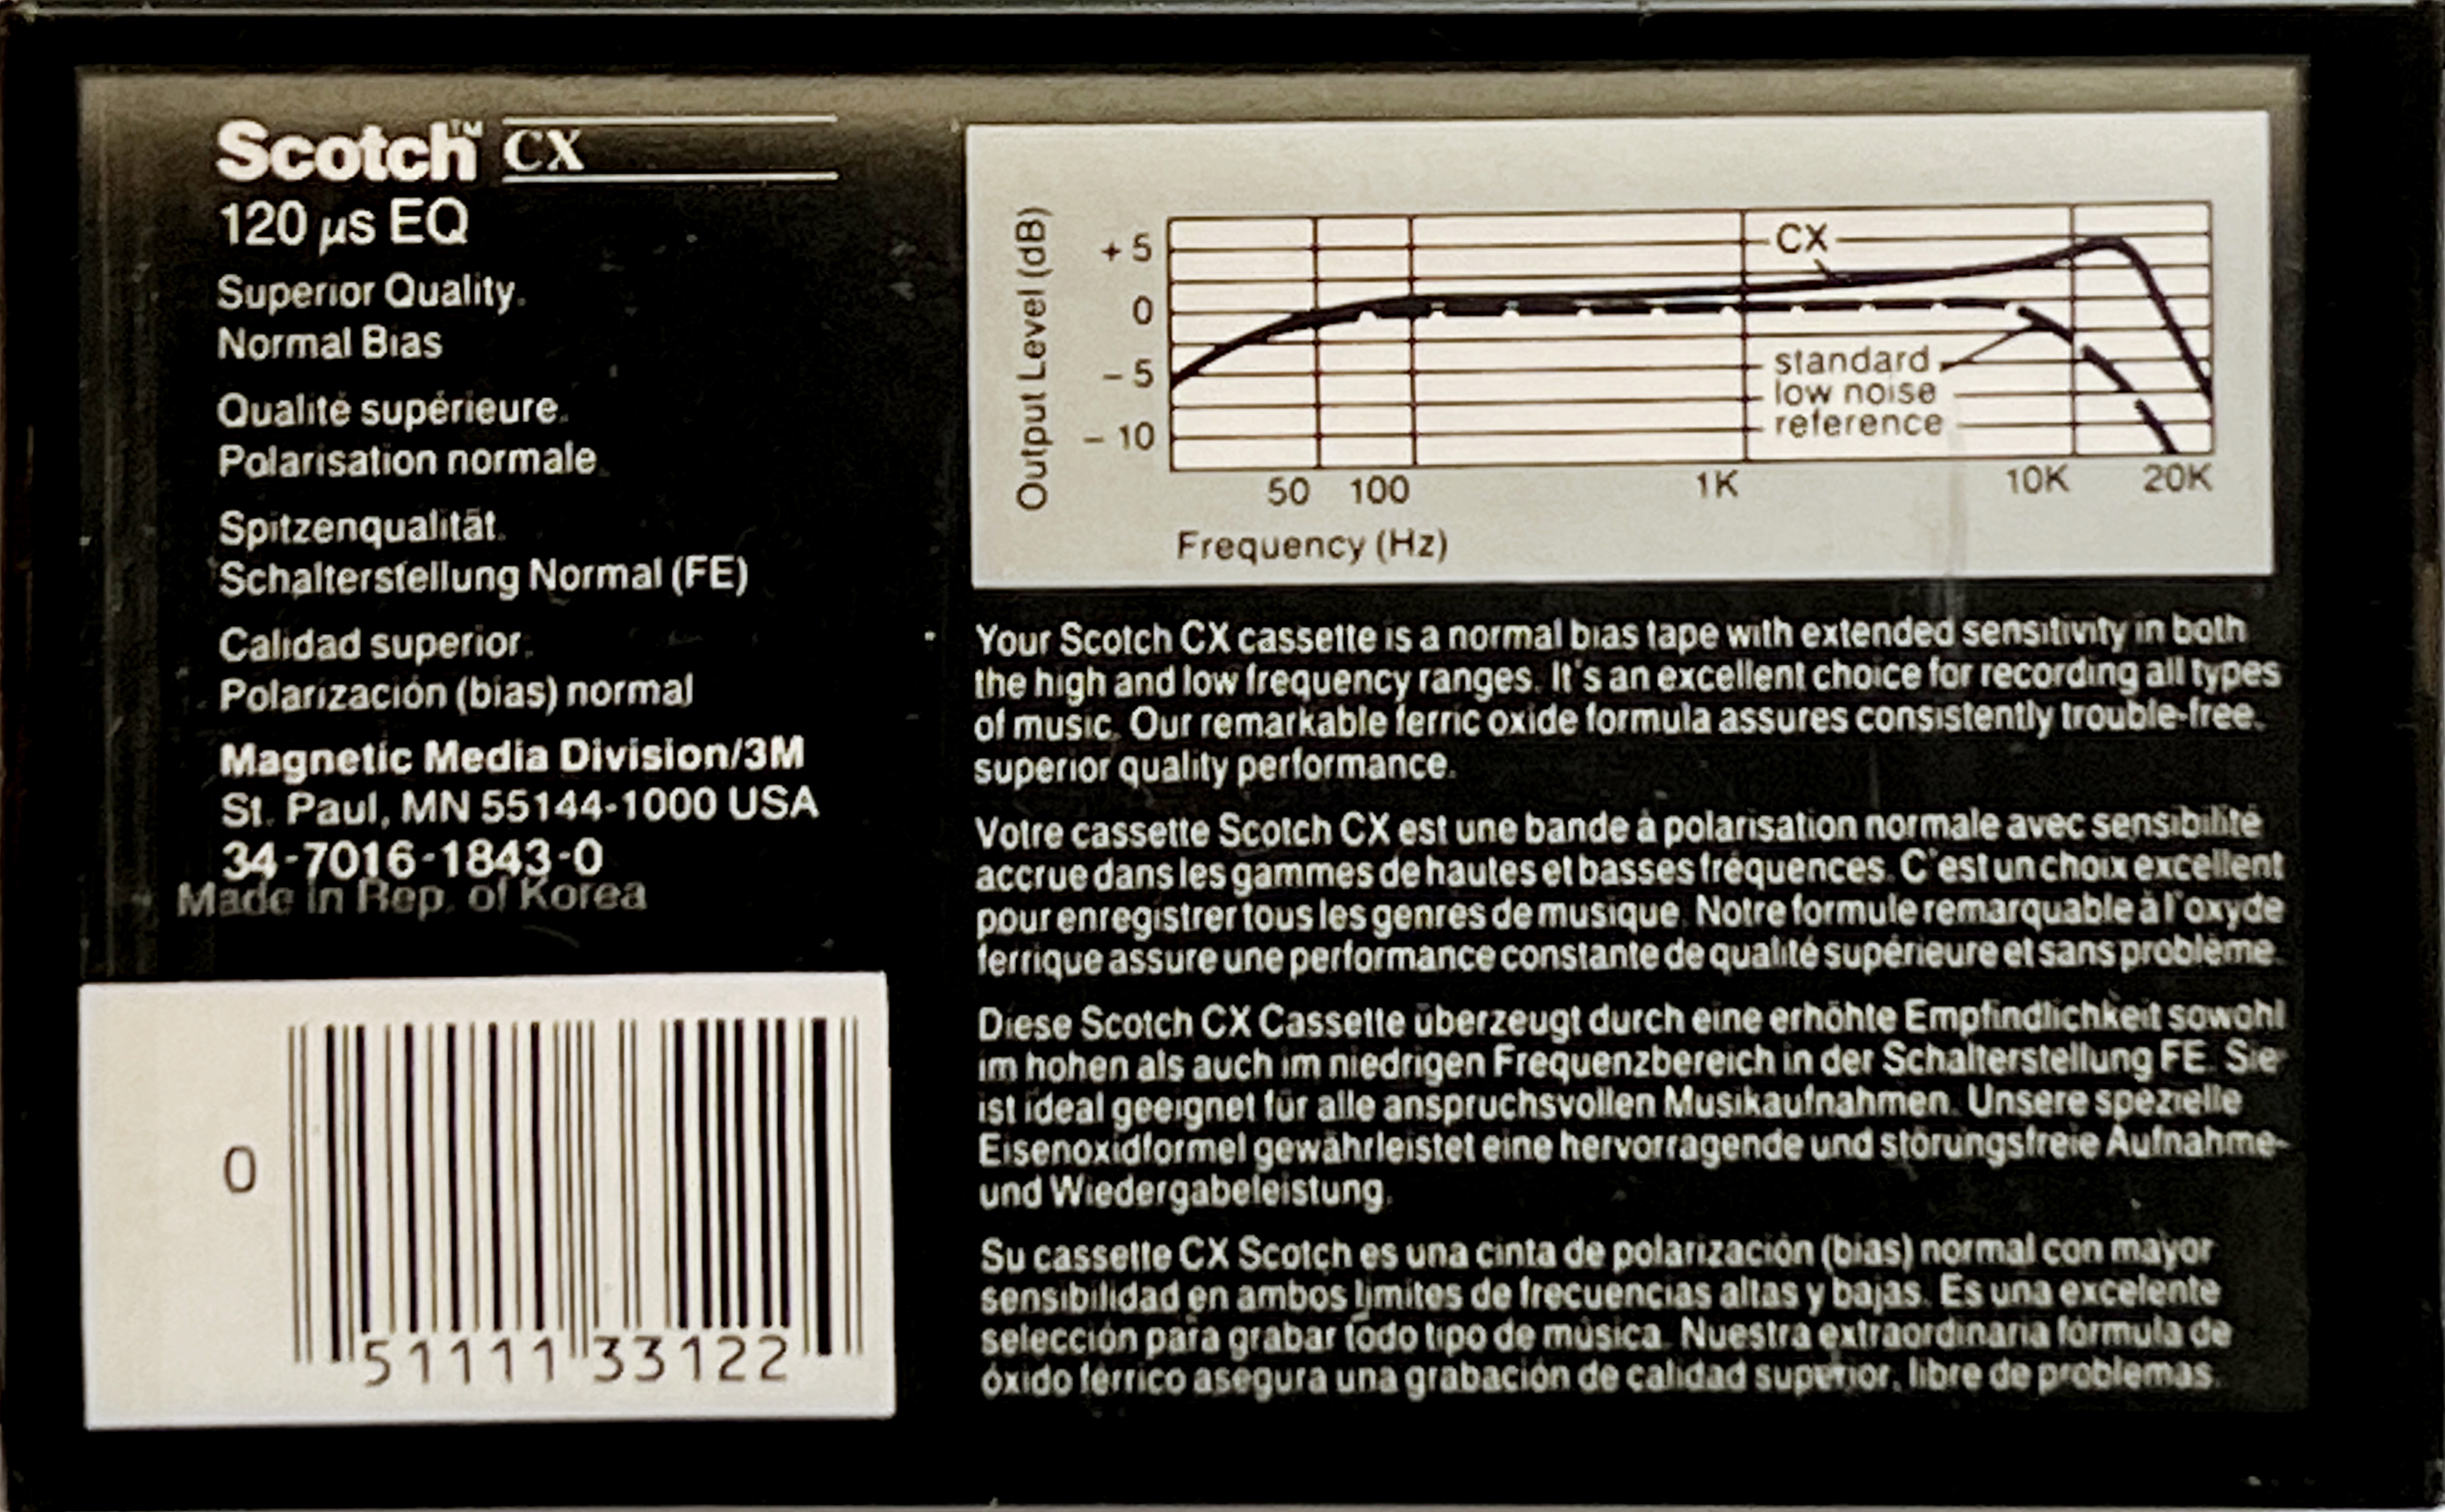 Scotch™ CX
120 µs EQ
Superior Quality.
Normal Bias
Qualité supérieure.
Polarisation normale
Spitzenqualität.
Schalterstellung Normal (FE)
Calidad superior.
Polarización (bias) normal
Magnetic Media Division/3M
St. Paul, MN 55144-1000 USA
34-7016-1843-0
Made in Rep. of Korea
0
51111 33122
Output Level (dB)
+ 5
0
- 5
- 10
CX
standard
low noise
reference
50 100 1K 10K 20K
Frequency (Hz)
Your Scotch CX cassette is a normal bias tape with extended sensitivity in both
the high and low frequency ranges. It's an excellent choice for recording all types
of music. Our remarkable ferric oxide formula assures consistently trouble-free,
superior quality performance.
Votre cassette Scotch CX est une bande à polarisation normale avec sensibilité
accrue dans les gammes de hautes et basses fréquences. C'est un choix excellent
pour enregistrer tous les genres de musique. Notre formule remarquable à l'oxyde
ferrique assure une performance constante de qualité supérieure et sans problème.
Diese Scotch CX Cassette überzeugt durch eine erhöhte Empfindlichkeit sowohl
im hohen als auch im niedrigen Frequenzbereich in der Schalterstellung FE. Sie
ist ideal geeignet für alle anspruchsvollen Musikaufnahmen. Unsere spezielle
Eisenoxidformel gewährleistet eine hervorragende und störungsfreie Aufnahme-
und Wiedergabeleistung.
Su cassette CX Scotch es una cinta de polarización (bias) normal con mayor
sensibilidad en ambos límites de frecuencias altas y bajas. Es una excelente
selección para grabar todo tipo de música. Nuestra extraordinaria fórmula de
óxido férrico asegura una grabación de calidad superior, libre de problemas.